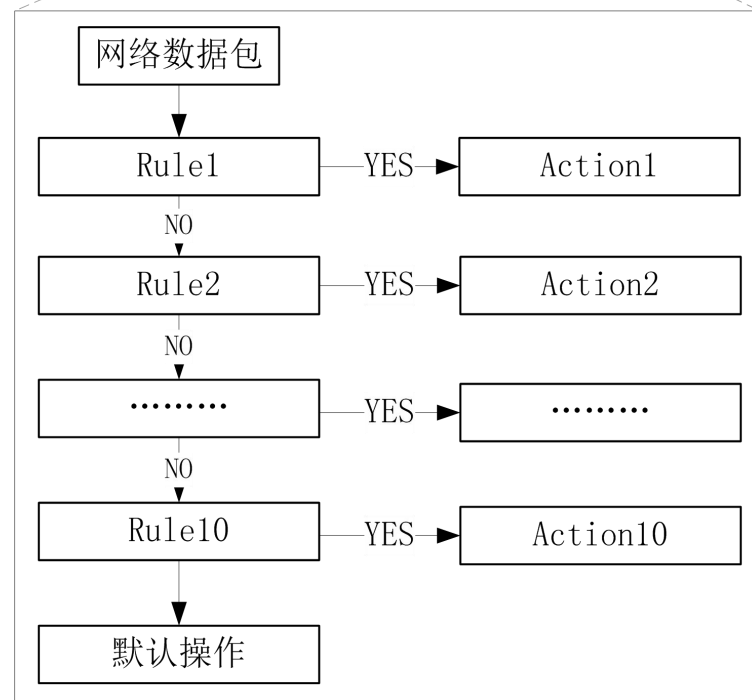 网络数据包
Rule1
YES
Action1
NO
Rule2
YES
Action2
NO
………
YES
………
NO
Rule10
YES
Action10
默认操作